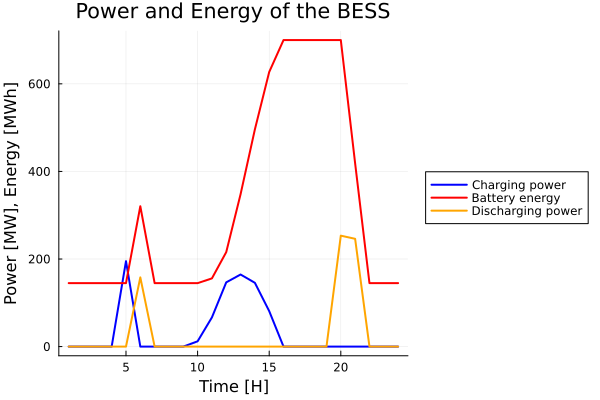 Power and Energy of the BESS
Power [MW], Energy [MWh]
600
400
200
0
5
10
15
20
Time [H]
Charging power
Battery energy
Discharging power